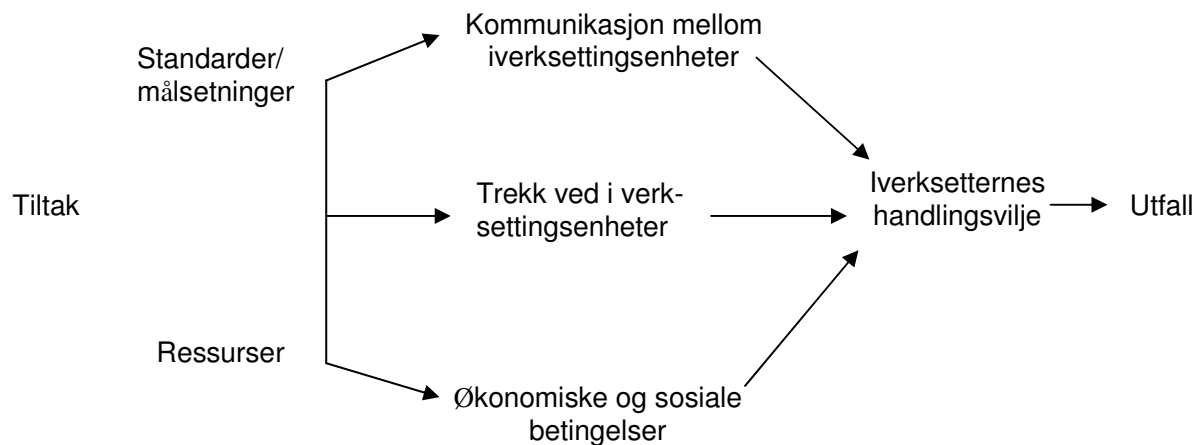 Kommunikasjon mellom
iverksettingsenheter
Standarder/
målsetninger
Tiltak
Trekk ved i verk-
settingsenheter
Iverksetternes
handlingsvilje
Utfall
Ressurser
Økonomiske og sosiale
betingelser